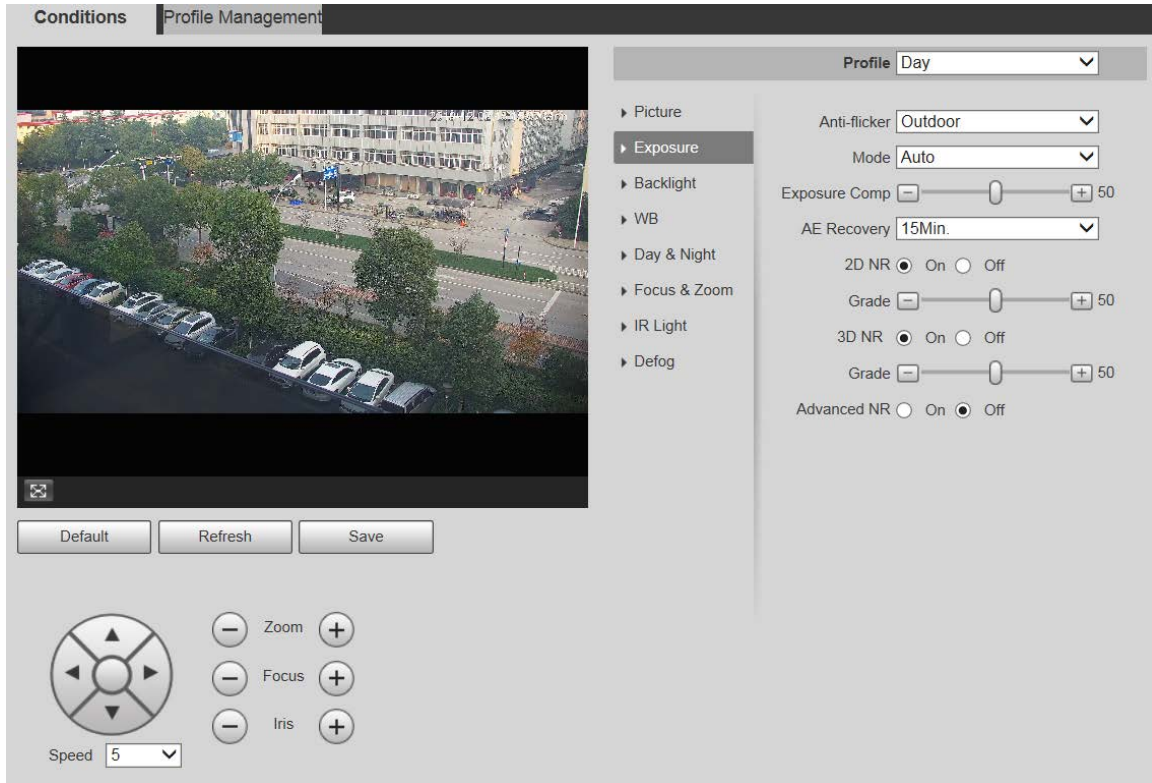 Conditions
Profile Management
Profile Day
Picture
Exposure
Backlight
WB
Day & Night
Focus & Zoom
IR Light
Defog
Anti-flicker Outdoor
Mode Auto
Exposure Comp 50
AE Recovery 15Min.
2D NR On Off
Grade 50
3D NR On Off
Grade 50
Advanced NR On Off
Default
Refresh
Save
Zoom
Focus
Iris
Speed 5